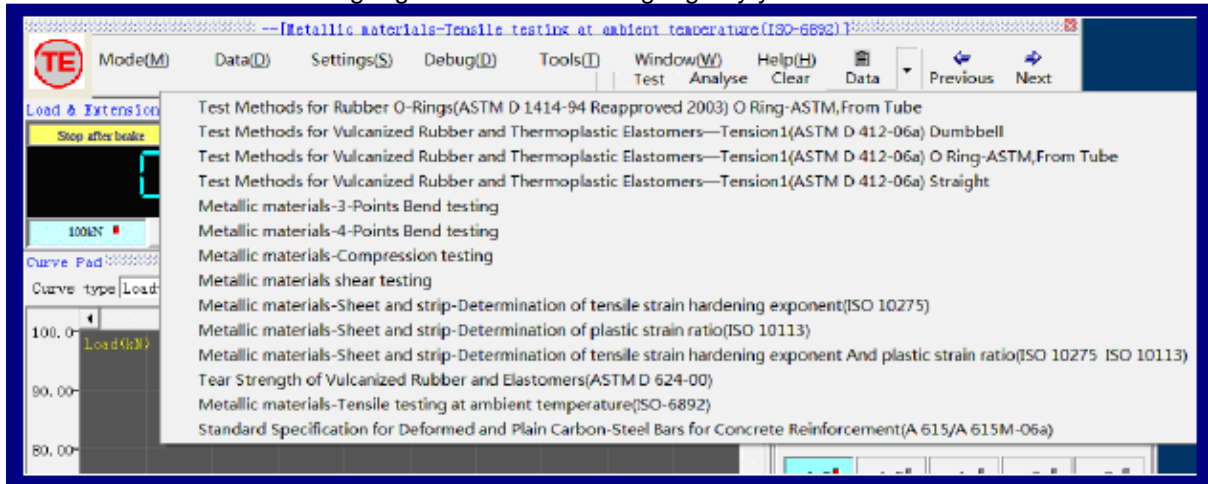 --[Metallic materials-Tensile testing at ambient temperature(ISO-6892)]
TE
Mode(M) Data(D) Settings(S) Debug(D) Tools(T) Window(W) Help(H)
Test Analyse Clear Data Previous Next
Load & Extension
Stop after brake
100kN
Curve Pad
Curve type Load
100.0
Load(kN)
90.00
80.00
Test Methods for Rubber O-Rings(ASTM D 1414-94 Reapproved 2003) O Ring-ASTM,From Tube
Test Methods for Vulcanized Rubber and Thermoplastic Elastomers—Tension1(ASTM D 412-06a) Dumbbell
Test Methods for Vulcanized Rubber and Thermoplastic Elastomers—Tension1(ASTM D 412-06a) O Ring-ASTM,From Tube
Test Methods for Vulcanized Rubber and Thermoplastic Elastomers—Tension1(ASTM D 412-06a) Straight
Metallic materials-3-Points Bend testing
Metallic materials-4-Points Bend testing
Metallic materials-Compression testing
Metallic materials shear testing
Metallic materials-Sheet and strip-Determination of tensile strain hardening exponent(ISO 10275)
Metallic materials-Sheet and strip-Determination of plastic strain ratio(ISO 10113)
Metallic materials-Sheet and strip-Determination of tensile strain hardening exponent And plastic strain ratio(ISO 10275 ISO 10113)
Tear Strength of Vulcanized Rubber and Elastomers(ASTM D 624-00)
Metallic materials-Tensile testing at ambient temperature(ISO-6892)
Standard Specification for Deformed and Plain Carbon-Steel Bars for Concrete Reinforcement(A 615/A 615M-06a)